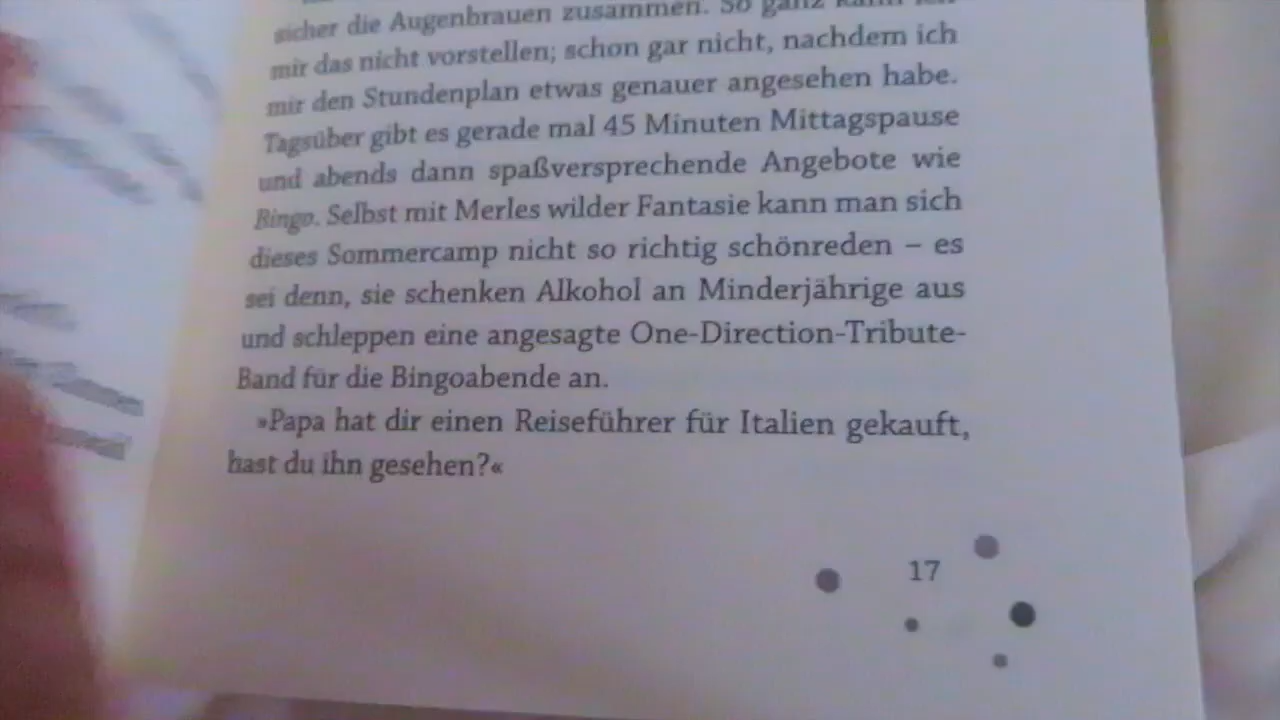 sicher die Augenbrauen zusammen. So ganz kann ich
mir das nicht vorstellen; schon gar nicht, nachdem ich
mir den Stundenplan etwas genauer angesehen habe.
Tagsüber gibt es gerade mal 45 Minuten Mittagspause
und abends dann spaßversprechende Angebote wie
Bingo. Selbst mit Merles wilder Fantasie kann man sich
dieses Sommercamp nicht so richtig schönreden – es
sei denn, sie schenken Alkohol an Minderjährige aus
und schleppen eine angesagte One-Direction-Tribute-
Band für die Bingoabende an.
»Papa hat dir einen Reiseführer für Italien gekauft,
hast du ihn gesehen?«
17